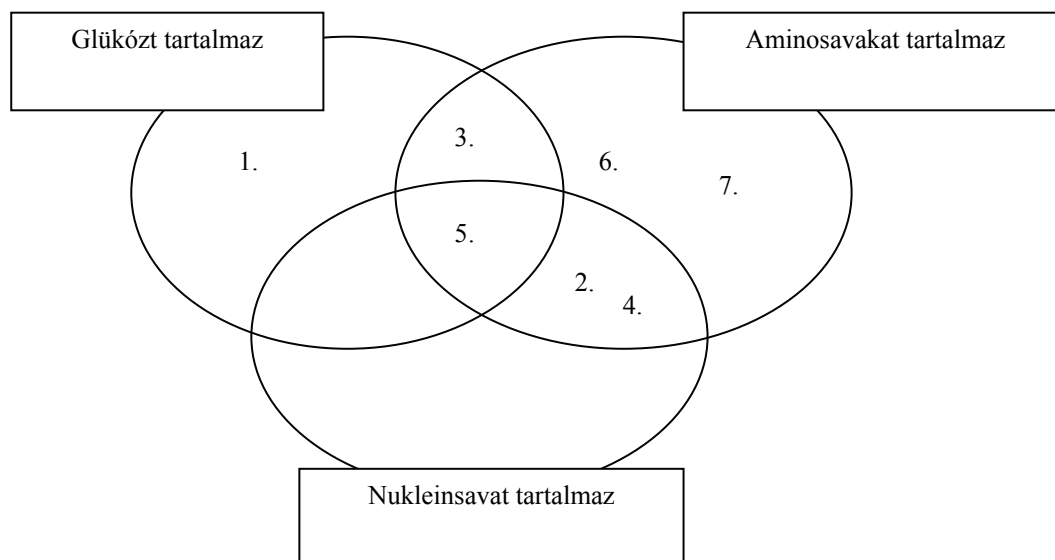 Glükózt tartalmaz
Aminosavakat tartalmaz
3.
1.
6.
7.
5.
2.
4.
Nukleinsavat tartalmaz